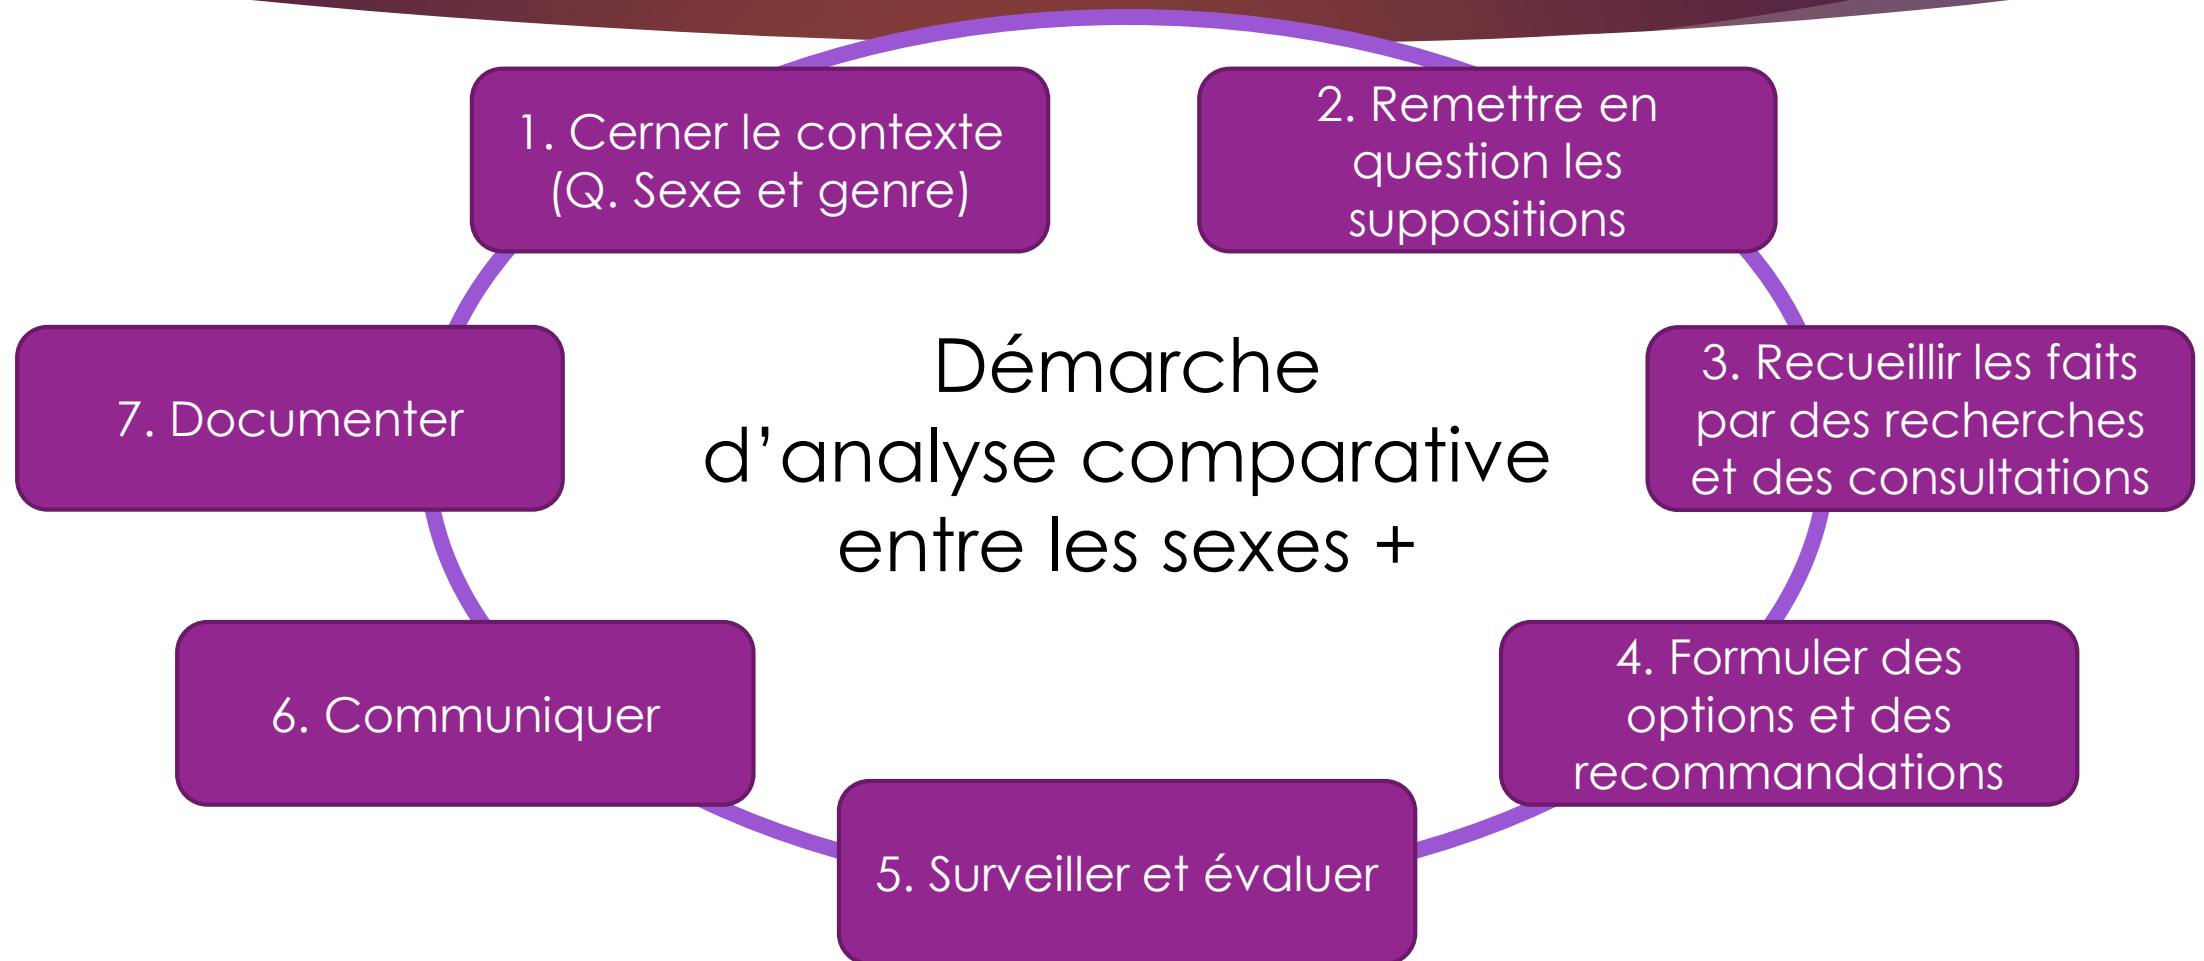 1. Cerner le contexte
(Q. Sexe et genre)
2. Remettre en
question les
suppositions
3. Recueillir les faits
par des recherches
et des consultations
4. Formuler des
options et des
recommandations
5. Surveiller et évaluer
6. Communiquer
7. Documenter
Démarche
d’analyse comparative
entre les sexes +